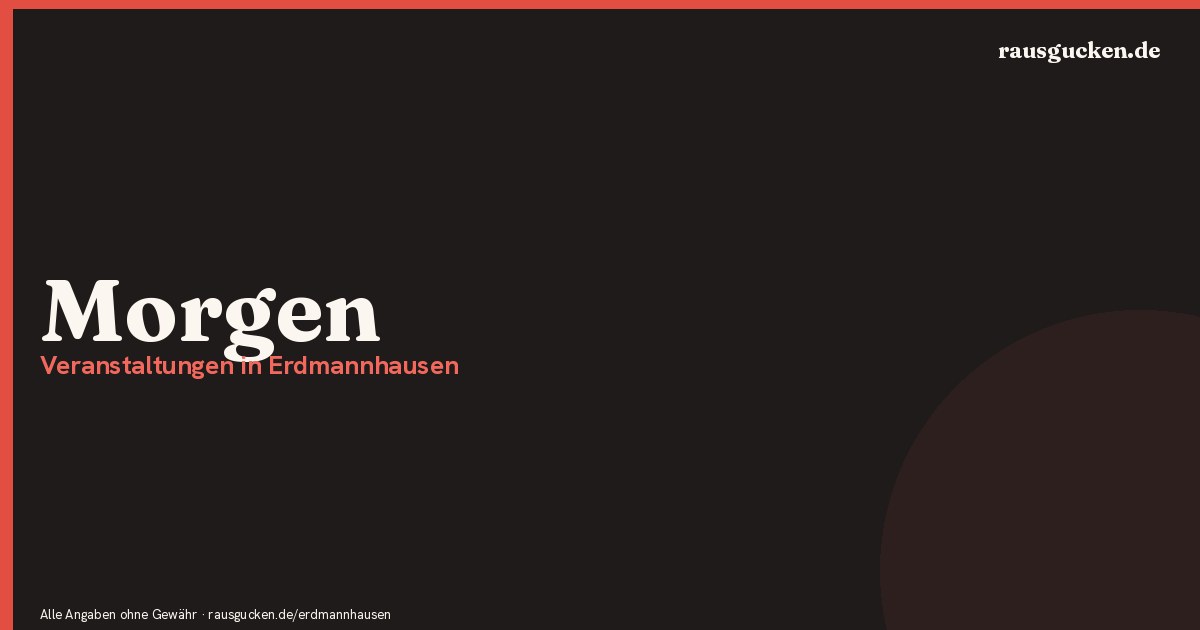 rausgucken.de
Morgen
Veranstaltungen in Erdmannhausen
Alle Angaben ohne Gewähr · rausgucken.de/erdmannhausen